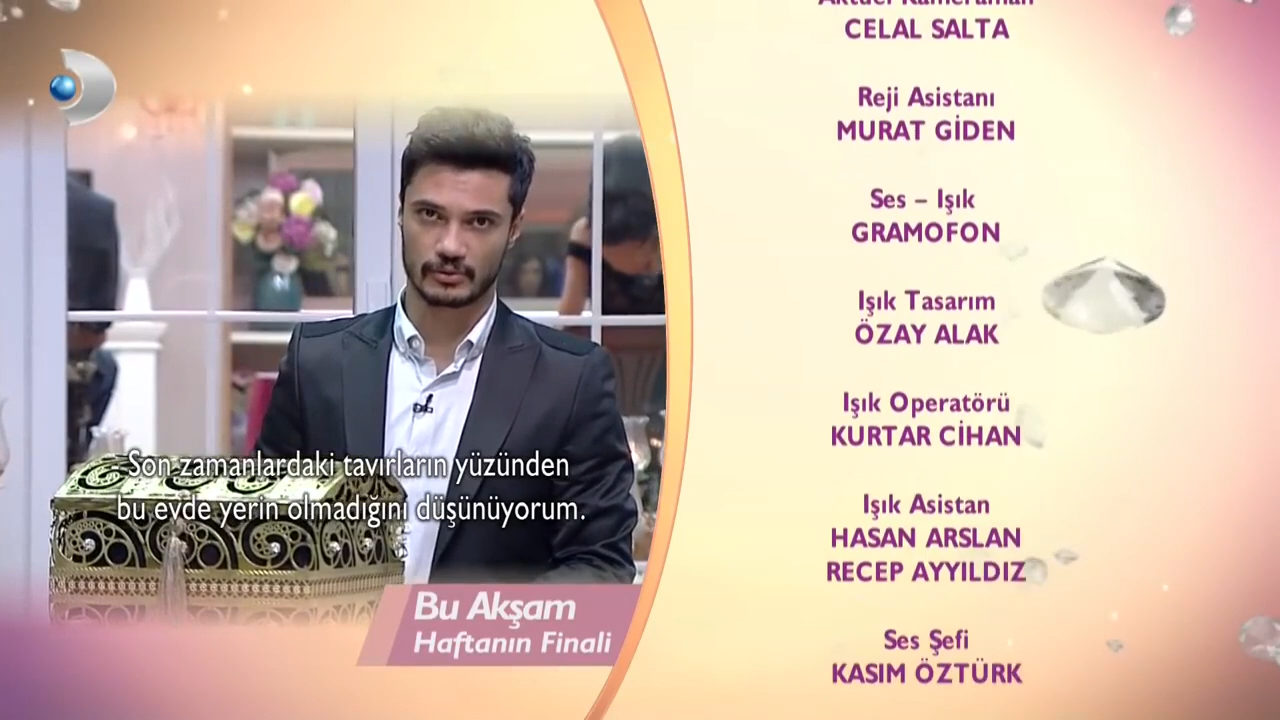 Son zamanlardaki tavırların yüzünden
bu evde yerin olmadığını düşünüyorum.
Bu Akşam
Haftanın Finali
Aktüel Kameraman
CELAL SALTA
Reji Asistanı
MURAT GİDEN
Ses – Işık
GRAMOFON
Işık Tasarım
ÖZAY ALAK
Işık Operatörü
KURTAR CİHAN
Işık Asistan
HASAN ARSLAN
RECEP AYYILDIZ
Ses Şefi
KASIM ÖZTÜRK